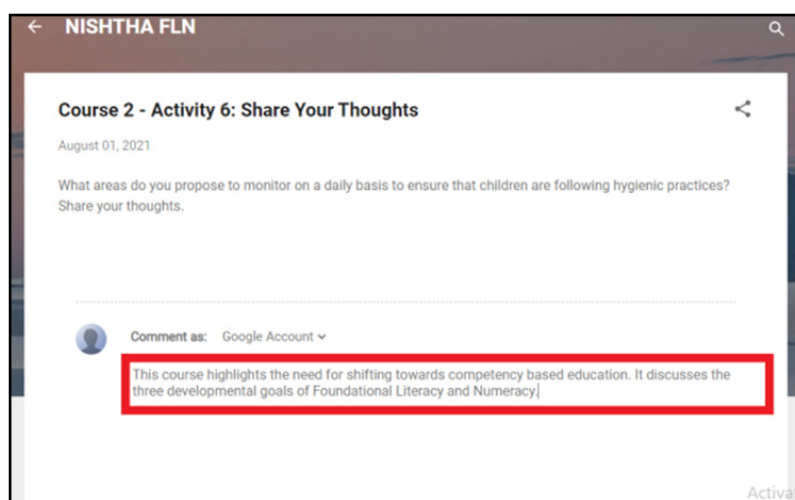 NISHTHA FLN
Course 2 - Activity 6: Share Your Thoughts
August 01, 2021
What areas do you propose to monitor on a daily basis to ensure that children are following hygienic practices?
Share your thoughts.
Comment as: Google Account
This course highlights the need for shifting towards competency based education. It discusses the
three developmental goals of Foundational Literacy and Numeracy.